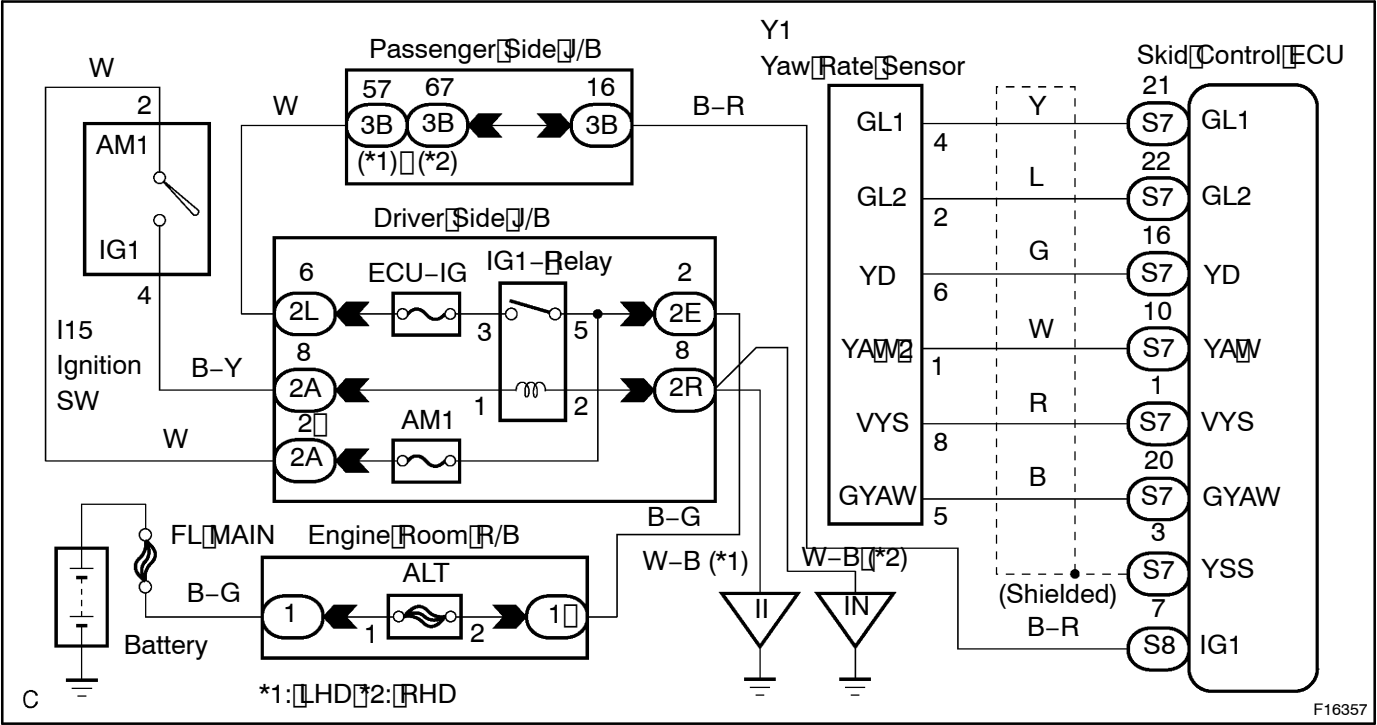 Y1
Yaw Rate Sensor
Skid Control ECU
Passenger Side J/B
W
2
AM1
IG1
4
I15
Ignition
SW
W
57
67
16
3B
3B
3B
(*1) (*2)
B–R
Driver Side J/B
6
ECU–IG
IG1–Relay
2
2L
3
5
2E
8
8
B–Y
2A
1
2
2R
2
AM1
W
2A
FL MAIN
Engine Room R/B
B–G
W–B (*1)
W–B (*2)
ALT
B–G
1
1
2
1
II
IN
Battery
*1: LHD *2: RHD
C
GL1
4
Y
21
S7
GL1
GL2
2
L
22
S7
GL2
YD
6
G
16
S7
YD
YAW 2
1
W
10
S7
YAW
VYS
8
R
1
S7
VYS
GYAW
5
B
20
S7
GYAW
3
S7
YSS
(Shielded)
7
B–R
S8
IG1
F16357